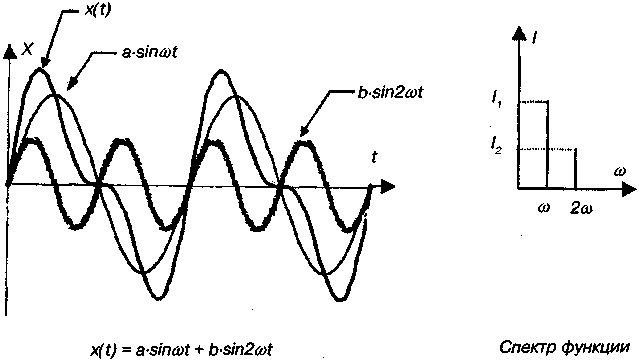 x(t)
X
a·sinωt
b·sin2ωt
t
x(t) = a·sinωt + b·sin2ωt
I
I₁
I₂
ω
ω
2ω
Спектр функции